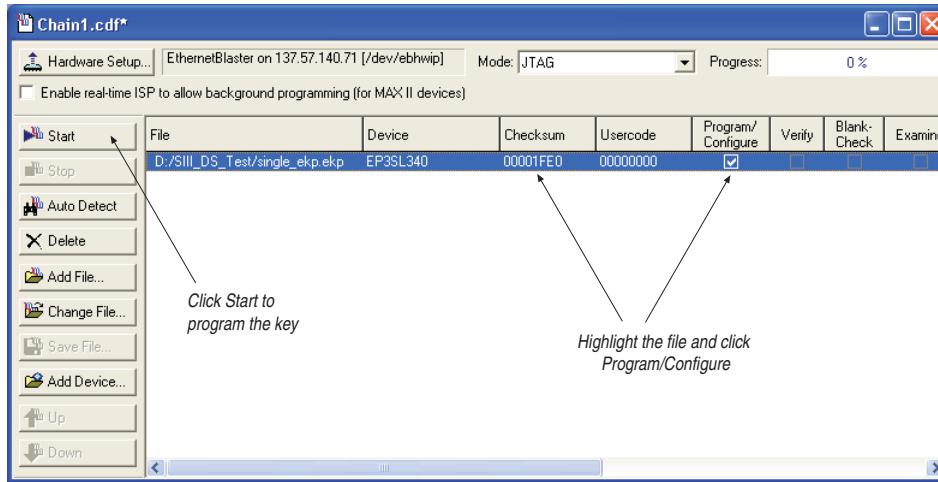 Chain1.cdf*
Hardware Setup... EthernetBlaster on 137.57.140.71 [/dev/ebhwip] Mode: JTAG Progress: 0 %
Enable real-time ISP to allow background programming (for MAX II devices)
Start
Stop
Auto Detect
Delete
Add File...
Change File...
Save File...
Add Device...
Up
Down
File Device Checksum Usercode Program/ Configure Verify Blank- Check Examine
D:/SIII_DS_Test/single_ekp.ekp EP3SL340 00001FE0 00000000
Click Start to
program the key
Highlight the file and click
Program/Configure